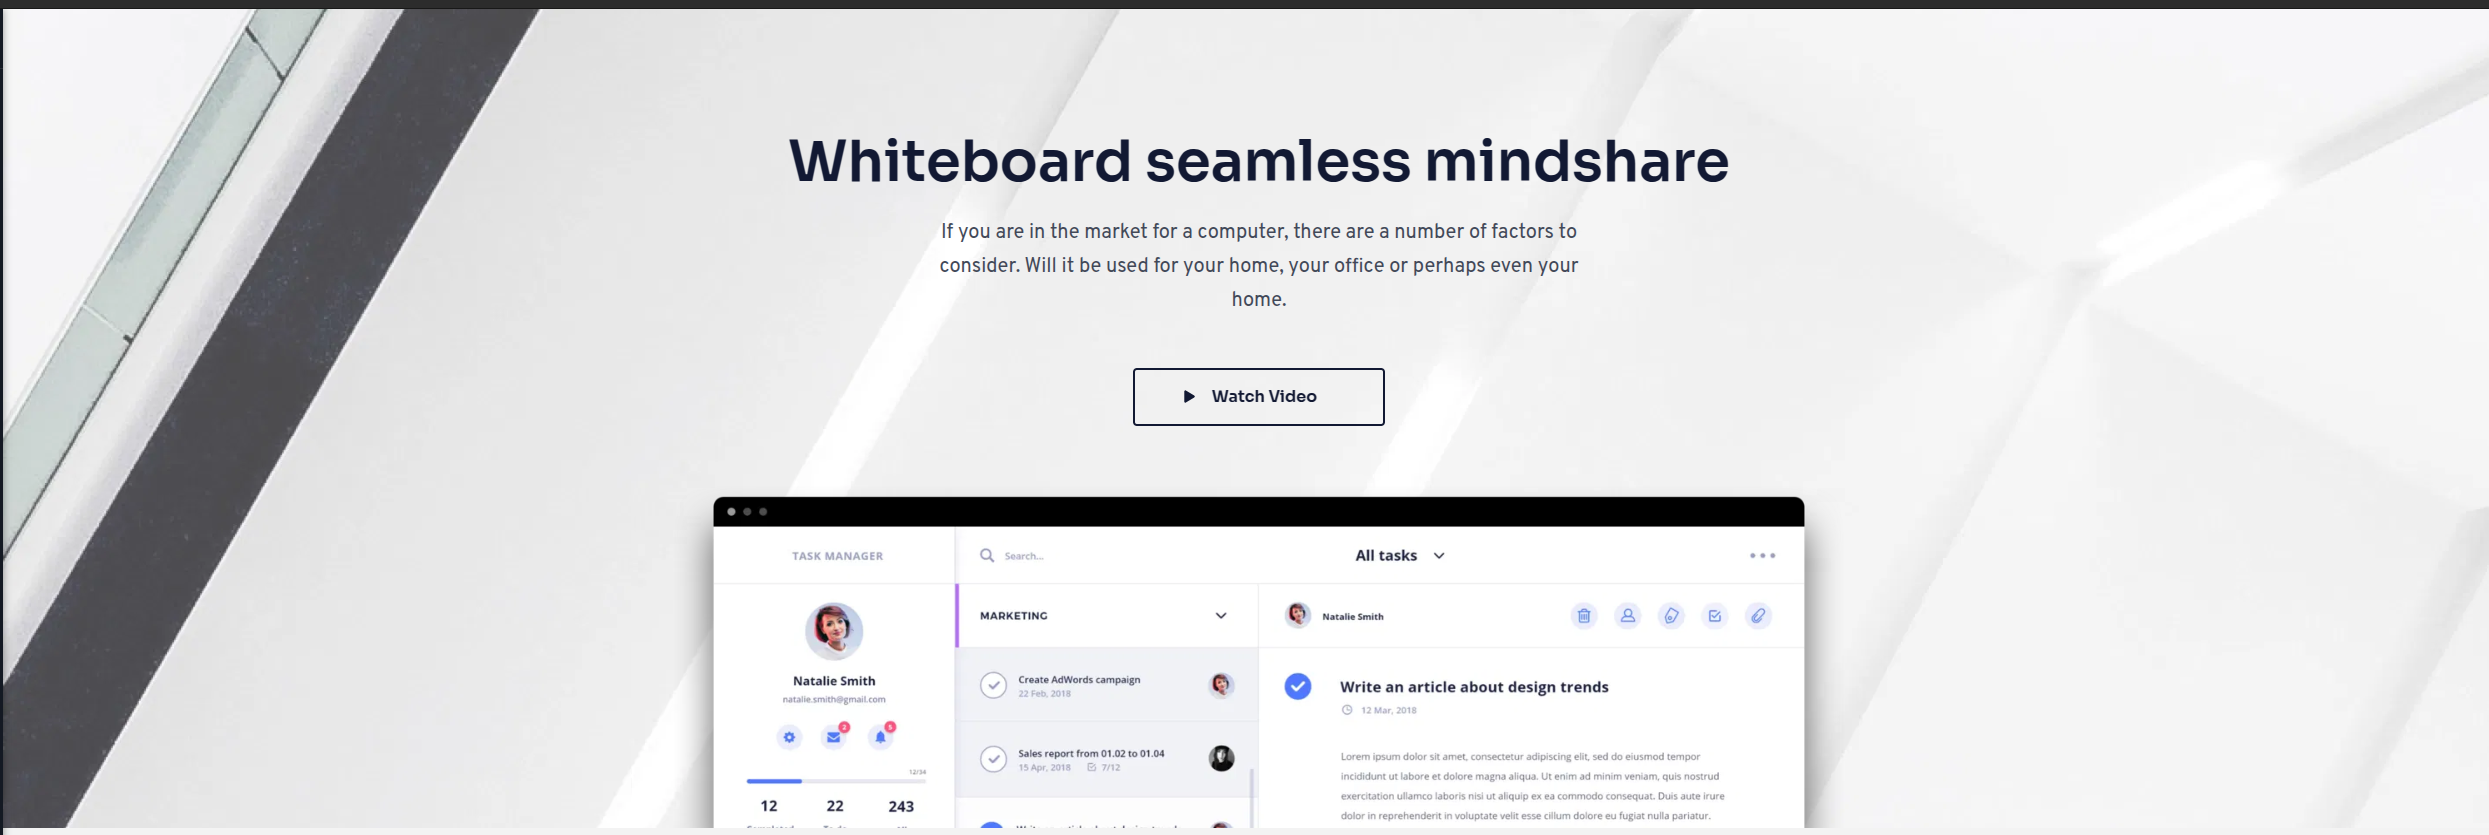 Whiteboard seamless mindshare
If you are in the market for a computer, there are a number of factors to
consider. Will it be used for your home, your office or perhaps even your
home.
Watch Video
TASK MANAGER
Search...
All tasks
Natalie Smith
natalie.smith@gmail.com
2
5
12/34
12
22
243
MARKETING
Create AdWords campaign
22 Feb, 2018
Sales report from 01.02 to 01.04
15 Apr, 2018
7/12
Natalie Smith
Write an article about design trends
12 Mar, 2018
Lorem ipsum dolor sit amet, consectetur adipiscing elit, sed do eiusmod tempor
incididunt ut labore et dolore magna aliqua. Ut enim ad minim veniam, quis nostrud
exercitation ullamco laboris nisi ut aliquip ex ea commodo consequat. Duis aute irure
dolor in reprehenderit in voluptate velit esse cillum dolore eu fugiat nulla pariatur.